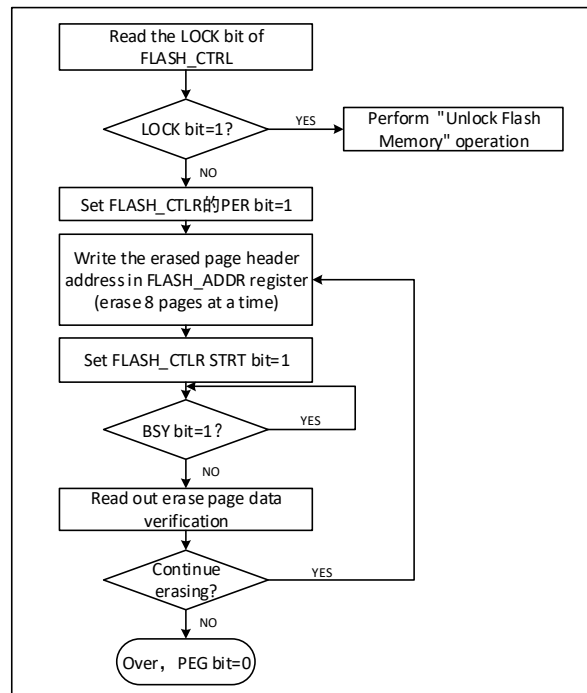 Read the LOCK bit of
FLASH_CTRL
LOCK bit=1?
YES
Perform "Unlock Flash
Memory" operation
NO
Set FLASH_CTLR的PER bit=1
Write the erased page header
address in FLASH_ADDR register
(erase 8 pages at a time)
Set FLASH_CTLR STRT bit=1
BSY bit=1?
YES
NO
Read out erase page data
verification
Continue
erasing?
YES
NO
Over，PEG bit=0